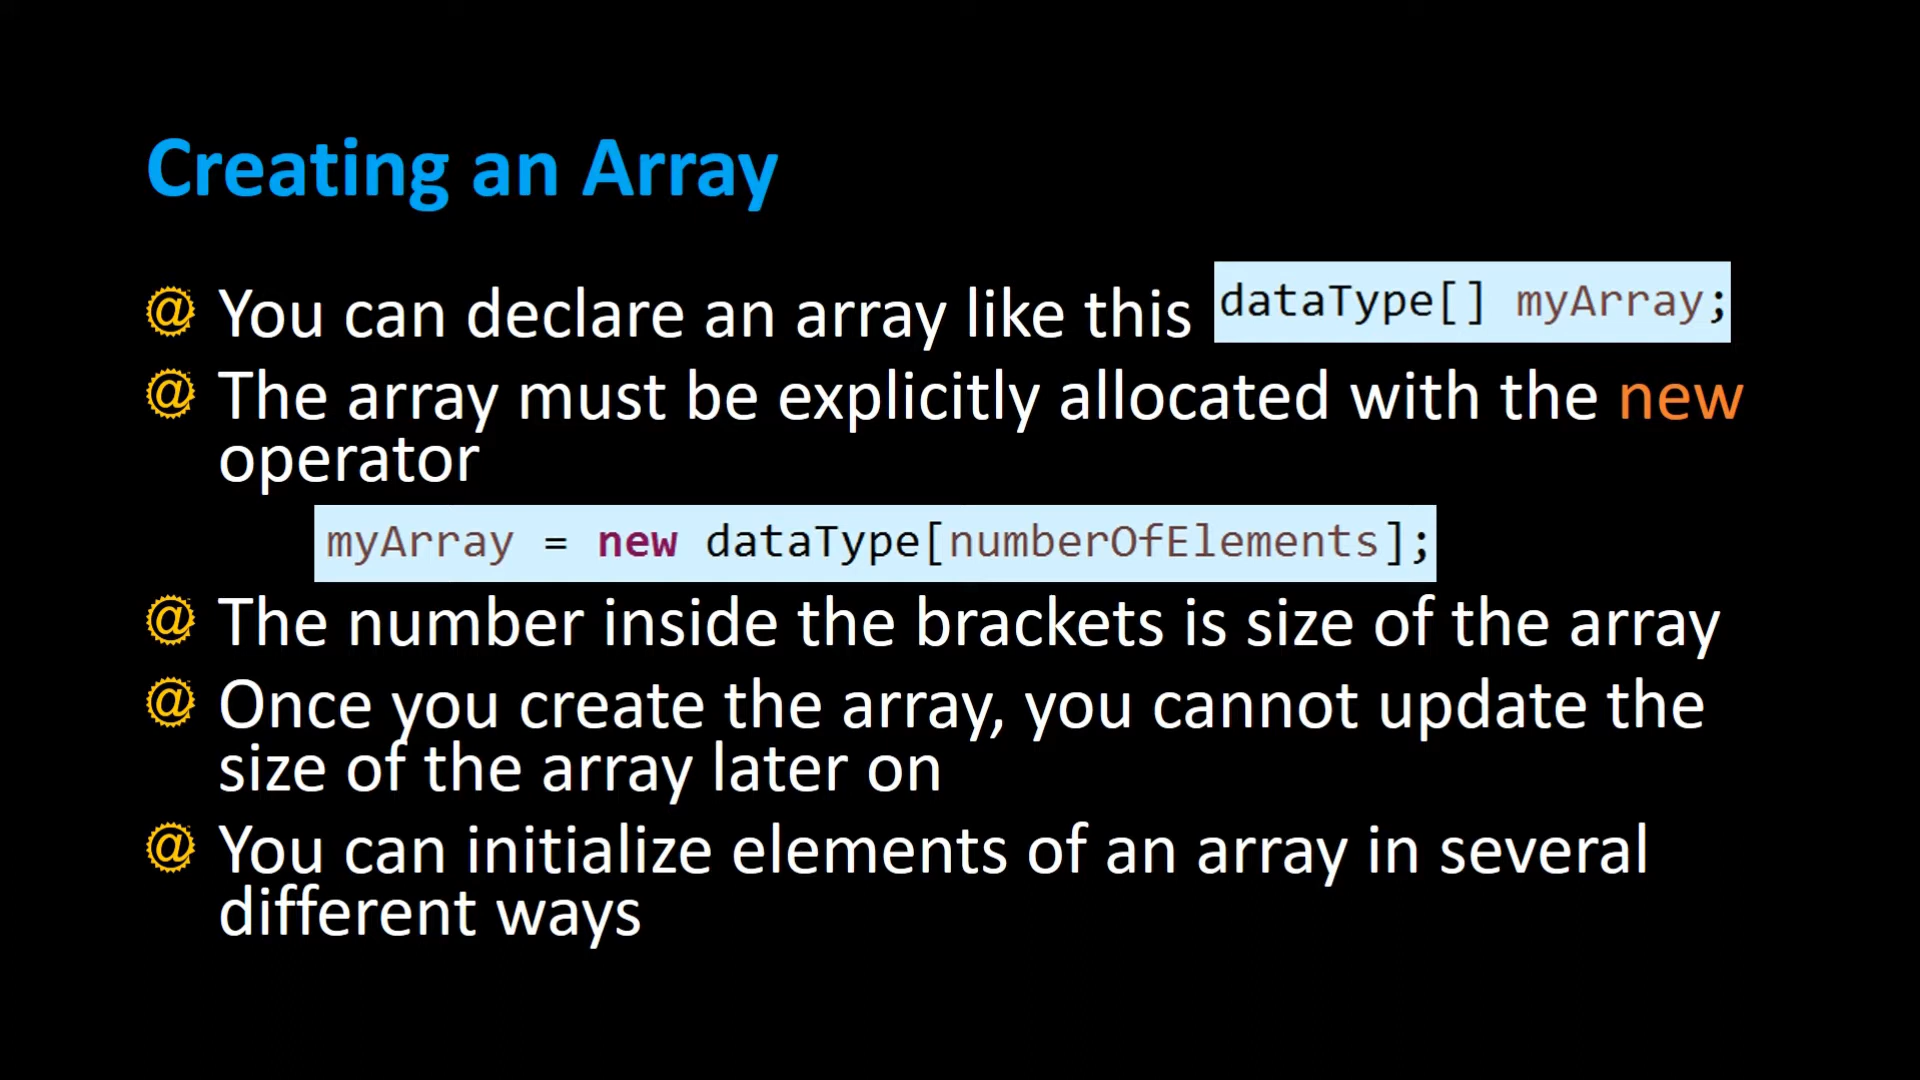 Creating an Array
@ You can declare an array like this dataType[] myArray;
@ The array must be explicitly allocated with the new
operator
myArray = new dataType[numberOfElements];
@ The number inside the brackets is size of the array
@ Once you create the array, you cannot update the
size of the array later on
@ You can initialize elements of an array in several
different ways